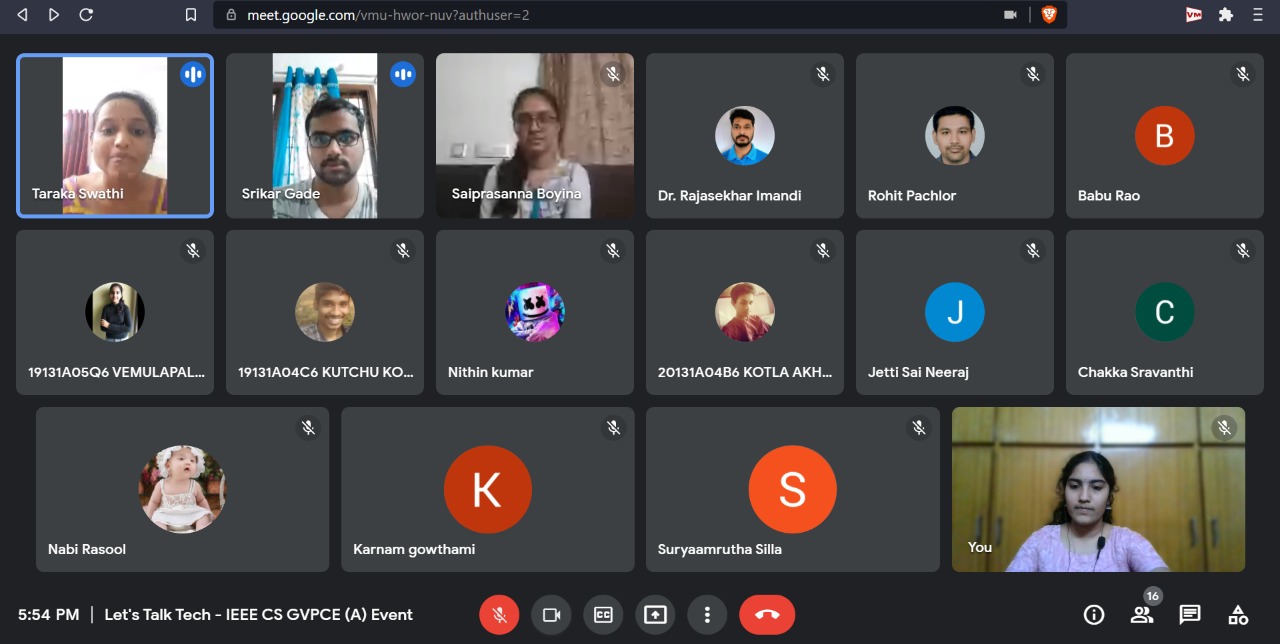 meet.google.com/vmu-hwor-nuv?authuser=2
VM
Taraka Swathi
Srikar Gade
Saiprasanna Boyina
Dr. Rajasekhar Imandi
Rohit Pachlor
B
Babu Rao
19131A05Q6 VEMULAPAL...
19131A04C6 KUTCHU KO...
Nithin kumar
20131A04B6 KOTLA AKH...
J
Jetti Sai Neeraj
C
Chakka Sravanthi
Nabi Rasool
K
Karnam gowthami
S
Suryaamrutha Silla
You
5:54 PM | Let's Talk Tech - IEEE CS GVPCE (A) Event
CC
16